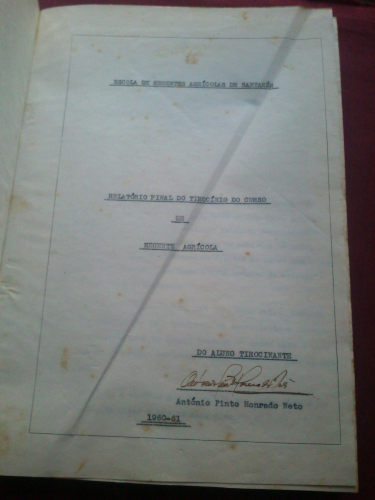 ESCOLA DE REGENTES AGRÍCOLAS DE SANTARÉM
RELATÓRIO FINAL DO TIROCÍNIO DO CURSO
DE
REGENTE AGRÍCOLA
DO ALUNO TIROCINANTE
António Pinto Honrado Neto
1960-61